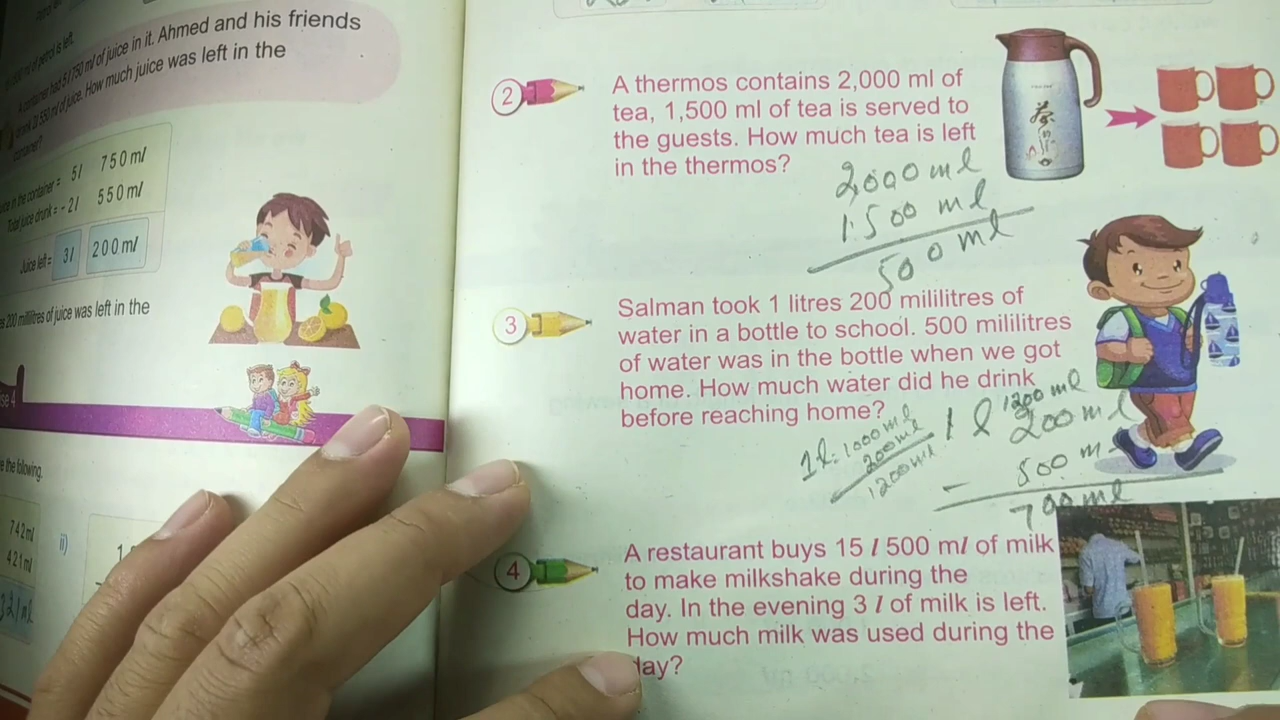 ml of petrol is left.
A container had 5 l 750 ml of juice in it. Ahmed and his friends
drank 2l 550 ml of juice. How much juice was left in the
container?
in the container = 5 l 750 ml
Total juice drunk = - 2 l 550 ml
Juice left = 3 l 200 ml
200 millilitres of juice was left in the
se 4
e the following.
742 ml
421 ml
321 ml
ii)
2
A thermos contains 2,000 ml of
tea, 1,500 ml of tea is served to
the guests. How much tea is left
in the thermos?
2000 ml
1500 ml
500 ml
3
Salman took 1 litres 200 mililitres of
water in a bottle to school. 500 mililitres
of water was in the bottle when we got
home. How much water did he drink
before reaching home?
1l: 1000 ml
200 ml
1200 ml
1200 ml
1 l 200 ml
- 500 m
700 ml
4
A restaurant buys 15 l 500 ml of milk
to make milkshake during the
day. In the evening 3 l of milk is left.
How much milk was used during the
day?
茶